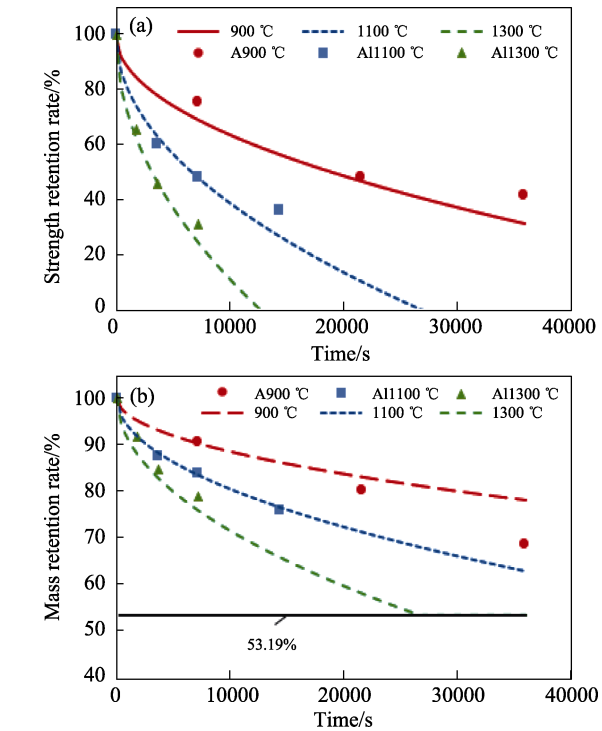 (a)
900 ℃ 1100 ℃ 1300 ℃
A900 ℃ Al1100 ℃ Al1300 ℃
Strength retention rate/%
100
80
60
40
20
0
0 10000 20000 30000 40000
Time/s
(b)
A900 ℃ Al1100 ℃ Al1300 ℃
900 ℃ 1100 ℃ 1300 ℃
Mass retention rate/%
100
90
80
70
60
50
40
53.19%
0 10000 20000 30000 40000
Time/s